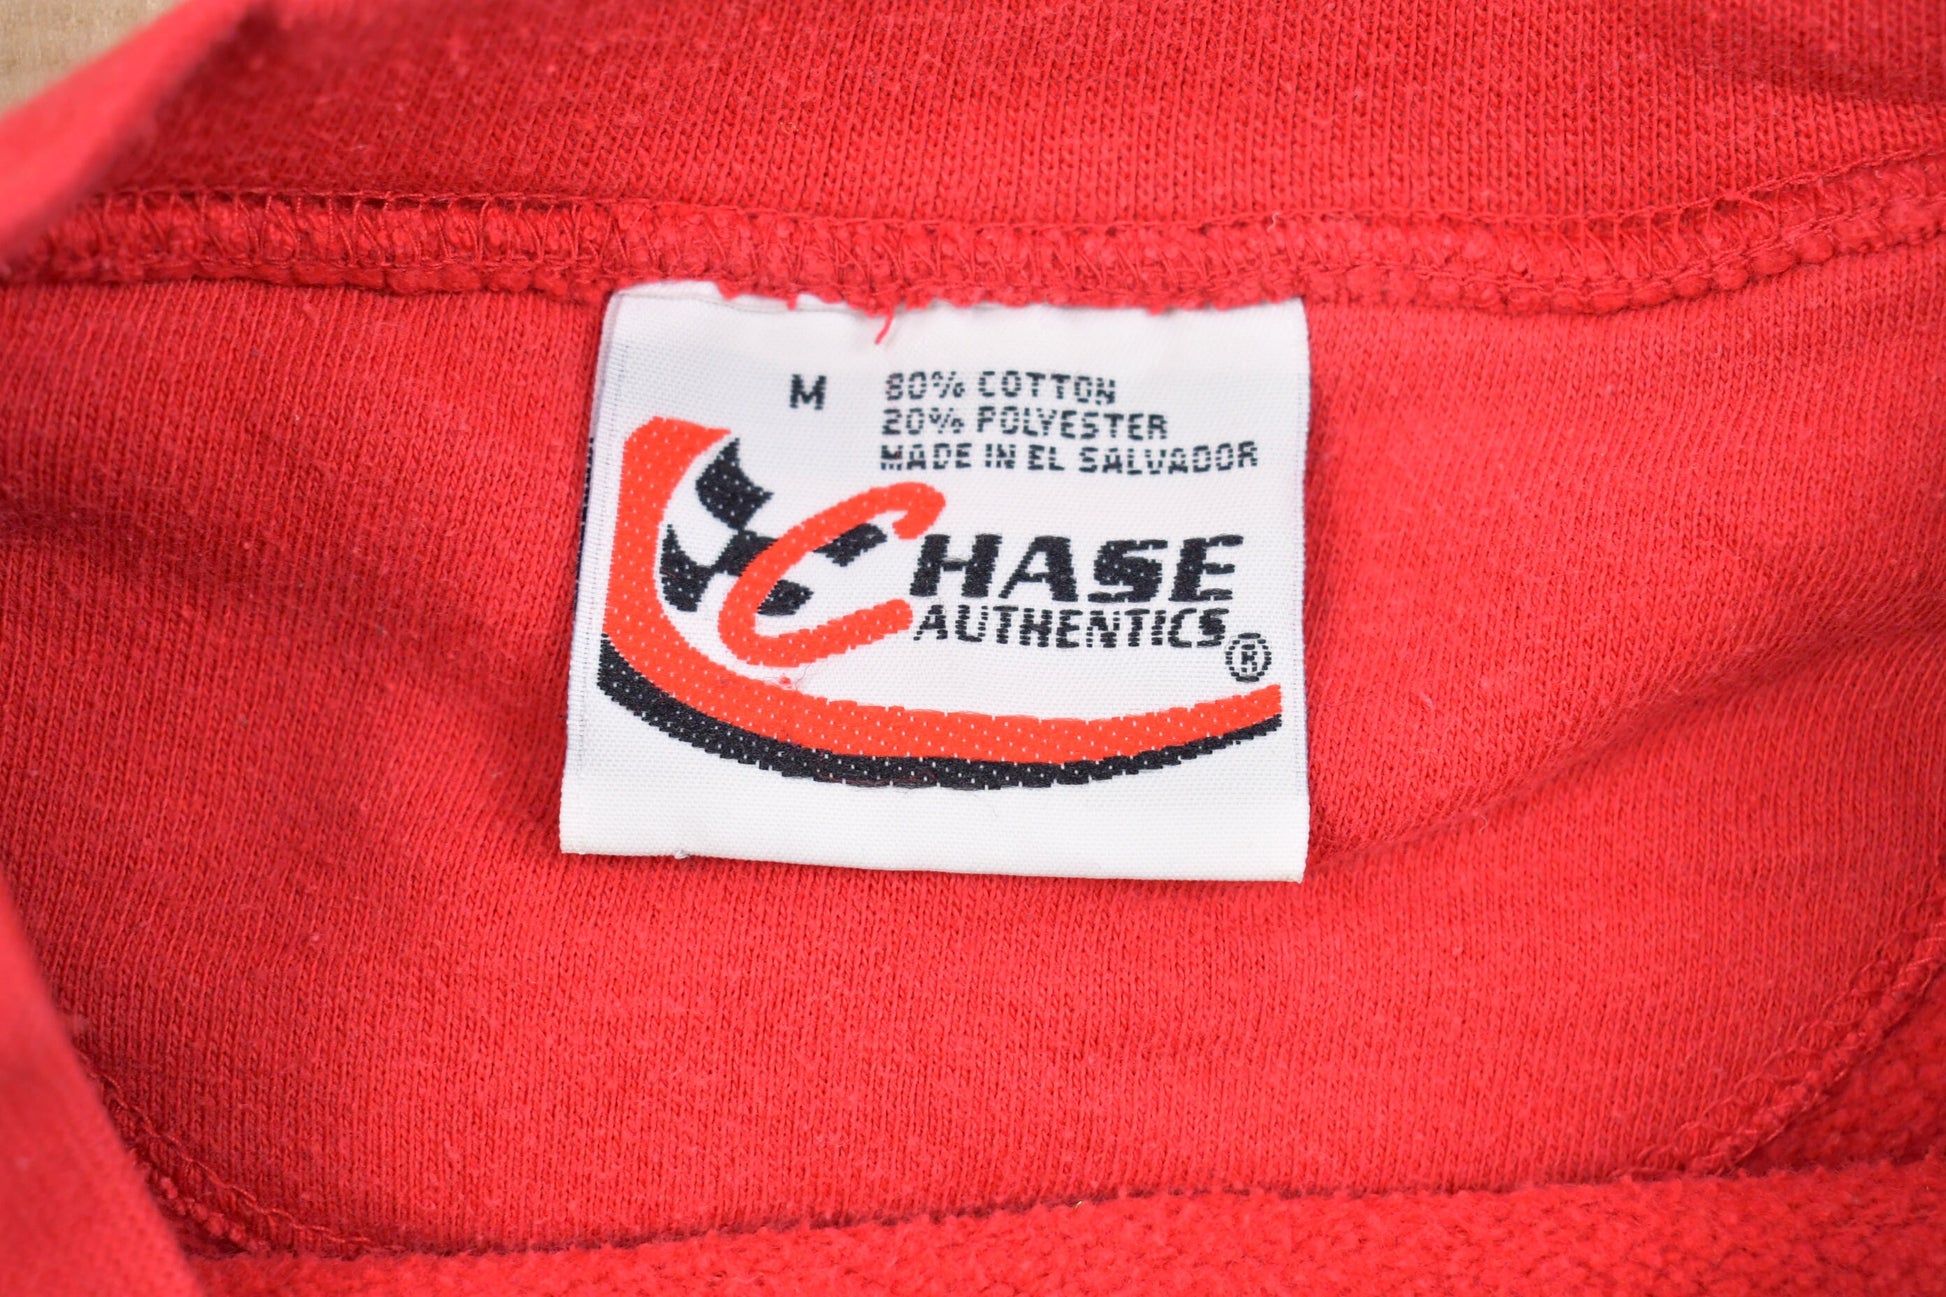 M
80% COTTON
20% POLYESTER
MADE IN EL SALVADOR
CHASE
AUTHENTICS®